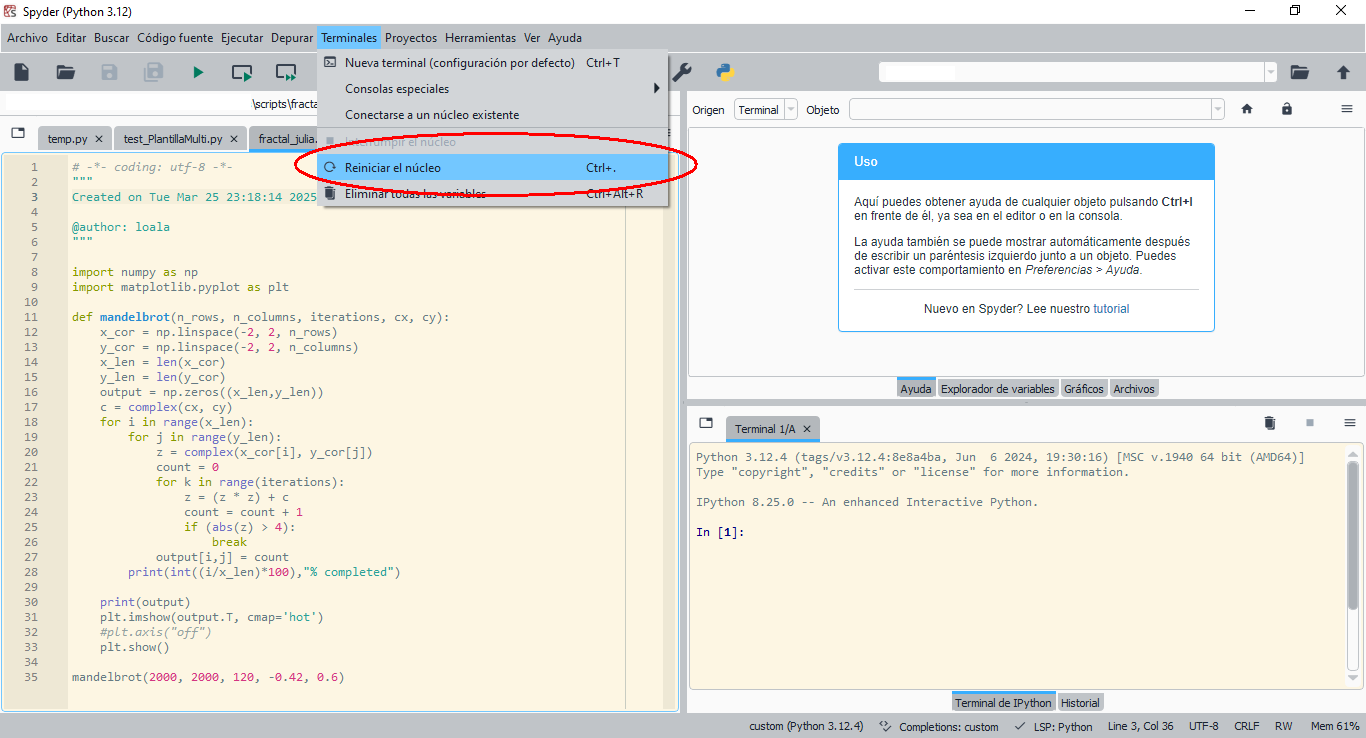 Spyder (Python 3.12)
Archivo Editar Buscar Código fuente Ejecutar Depurar Terminales Proyectos Herramientas Ver Ayuda
Nueva terminal (configuración por defecto) Ctrl+T
Consolas especiales
Conectarse a un núcleo existente
Interrumpir el núcleo
Reiniciar el núcleo Ctrl+.
Eliminar todas las variables Ctrl+Alt+R
\scripts\fracta
temp.py test_PlantillaMulti.py fractal_julia.
1 # -*- coding: utf-8 -*-
2 """
3 Created on Tue Mar 25 23:18:14 2025
4
5 @author: loala
6 """
7
8 import numpy as np
9 import matplotlib.pyplot as plt
10
11 def mandelbrot(n_rows, n_columns, iterations, cx, cy):
12 x_cor = np.linspace(-2, 2, n_rows)
13 y_cor = np.linspace(-2, 2, n_columns)
14 x_len = len(x_cor)
15 y_len = len(y_cor)
16 output = np.zeros((x_len,y_len))
17 c = complex(cx, cy)
18 for i in range(x_len):
19 for j in range(y_len):
20 z = complex(x_cor[i], y_cor[j])
21 count = 0
22 for k in range(iterations):
23 z = (z * z) + c
24 count = count + 1
25 if (abs(z) > 4):
26 break
27 output[i,j] = count
28 print(int((i/x_len)*100),"% completed")
29
30 print(output)
31 plt.imshow(output.T, cmap='hot')
32 #plt.axis("off")
33 plt.show()
34
35 mandelbrot(2000, 2000, 120, -0.42, 0.6)
Origen Terminal Objeto
Uso
Aquí puedes obtener ayuda de cualquier objeto pulsando Ctrl+I
en frente de él, ya sea en el editor o en la consola.
La ayuda también se puede mostrar automáticamente después
de escribir un paréntesis izquierdo junto a un objeto. Puedes
activar este comportamiento en Preferencias > Ayuda.
Nuevo en Spyder? Lee nuestro tutorial
Ayuda Explorador de variables Gráficos Archivos
Terminal 1/A
Python 3.12.4 (tags/v3.12.4:8e8a4ba, Jun 6 2024, 19:30:16) [MSC v.1940 64 bit (AMD64)]
Type "copyright", "credits" or "license" for more information.
IPython 8.25.0 -- An enhanced Interactive Python.
In [1]:
Terminal de IPython Historial
custom (Python 3.12.4) Completions: custom LSP: Python Line 3, Col 36 UTF-8 CRLF RW Mem 61%